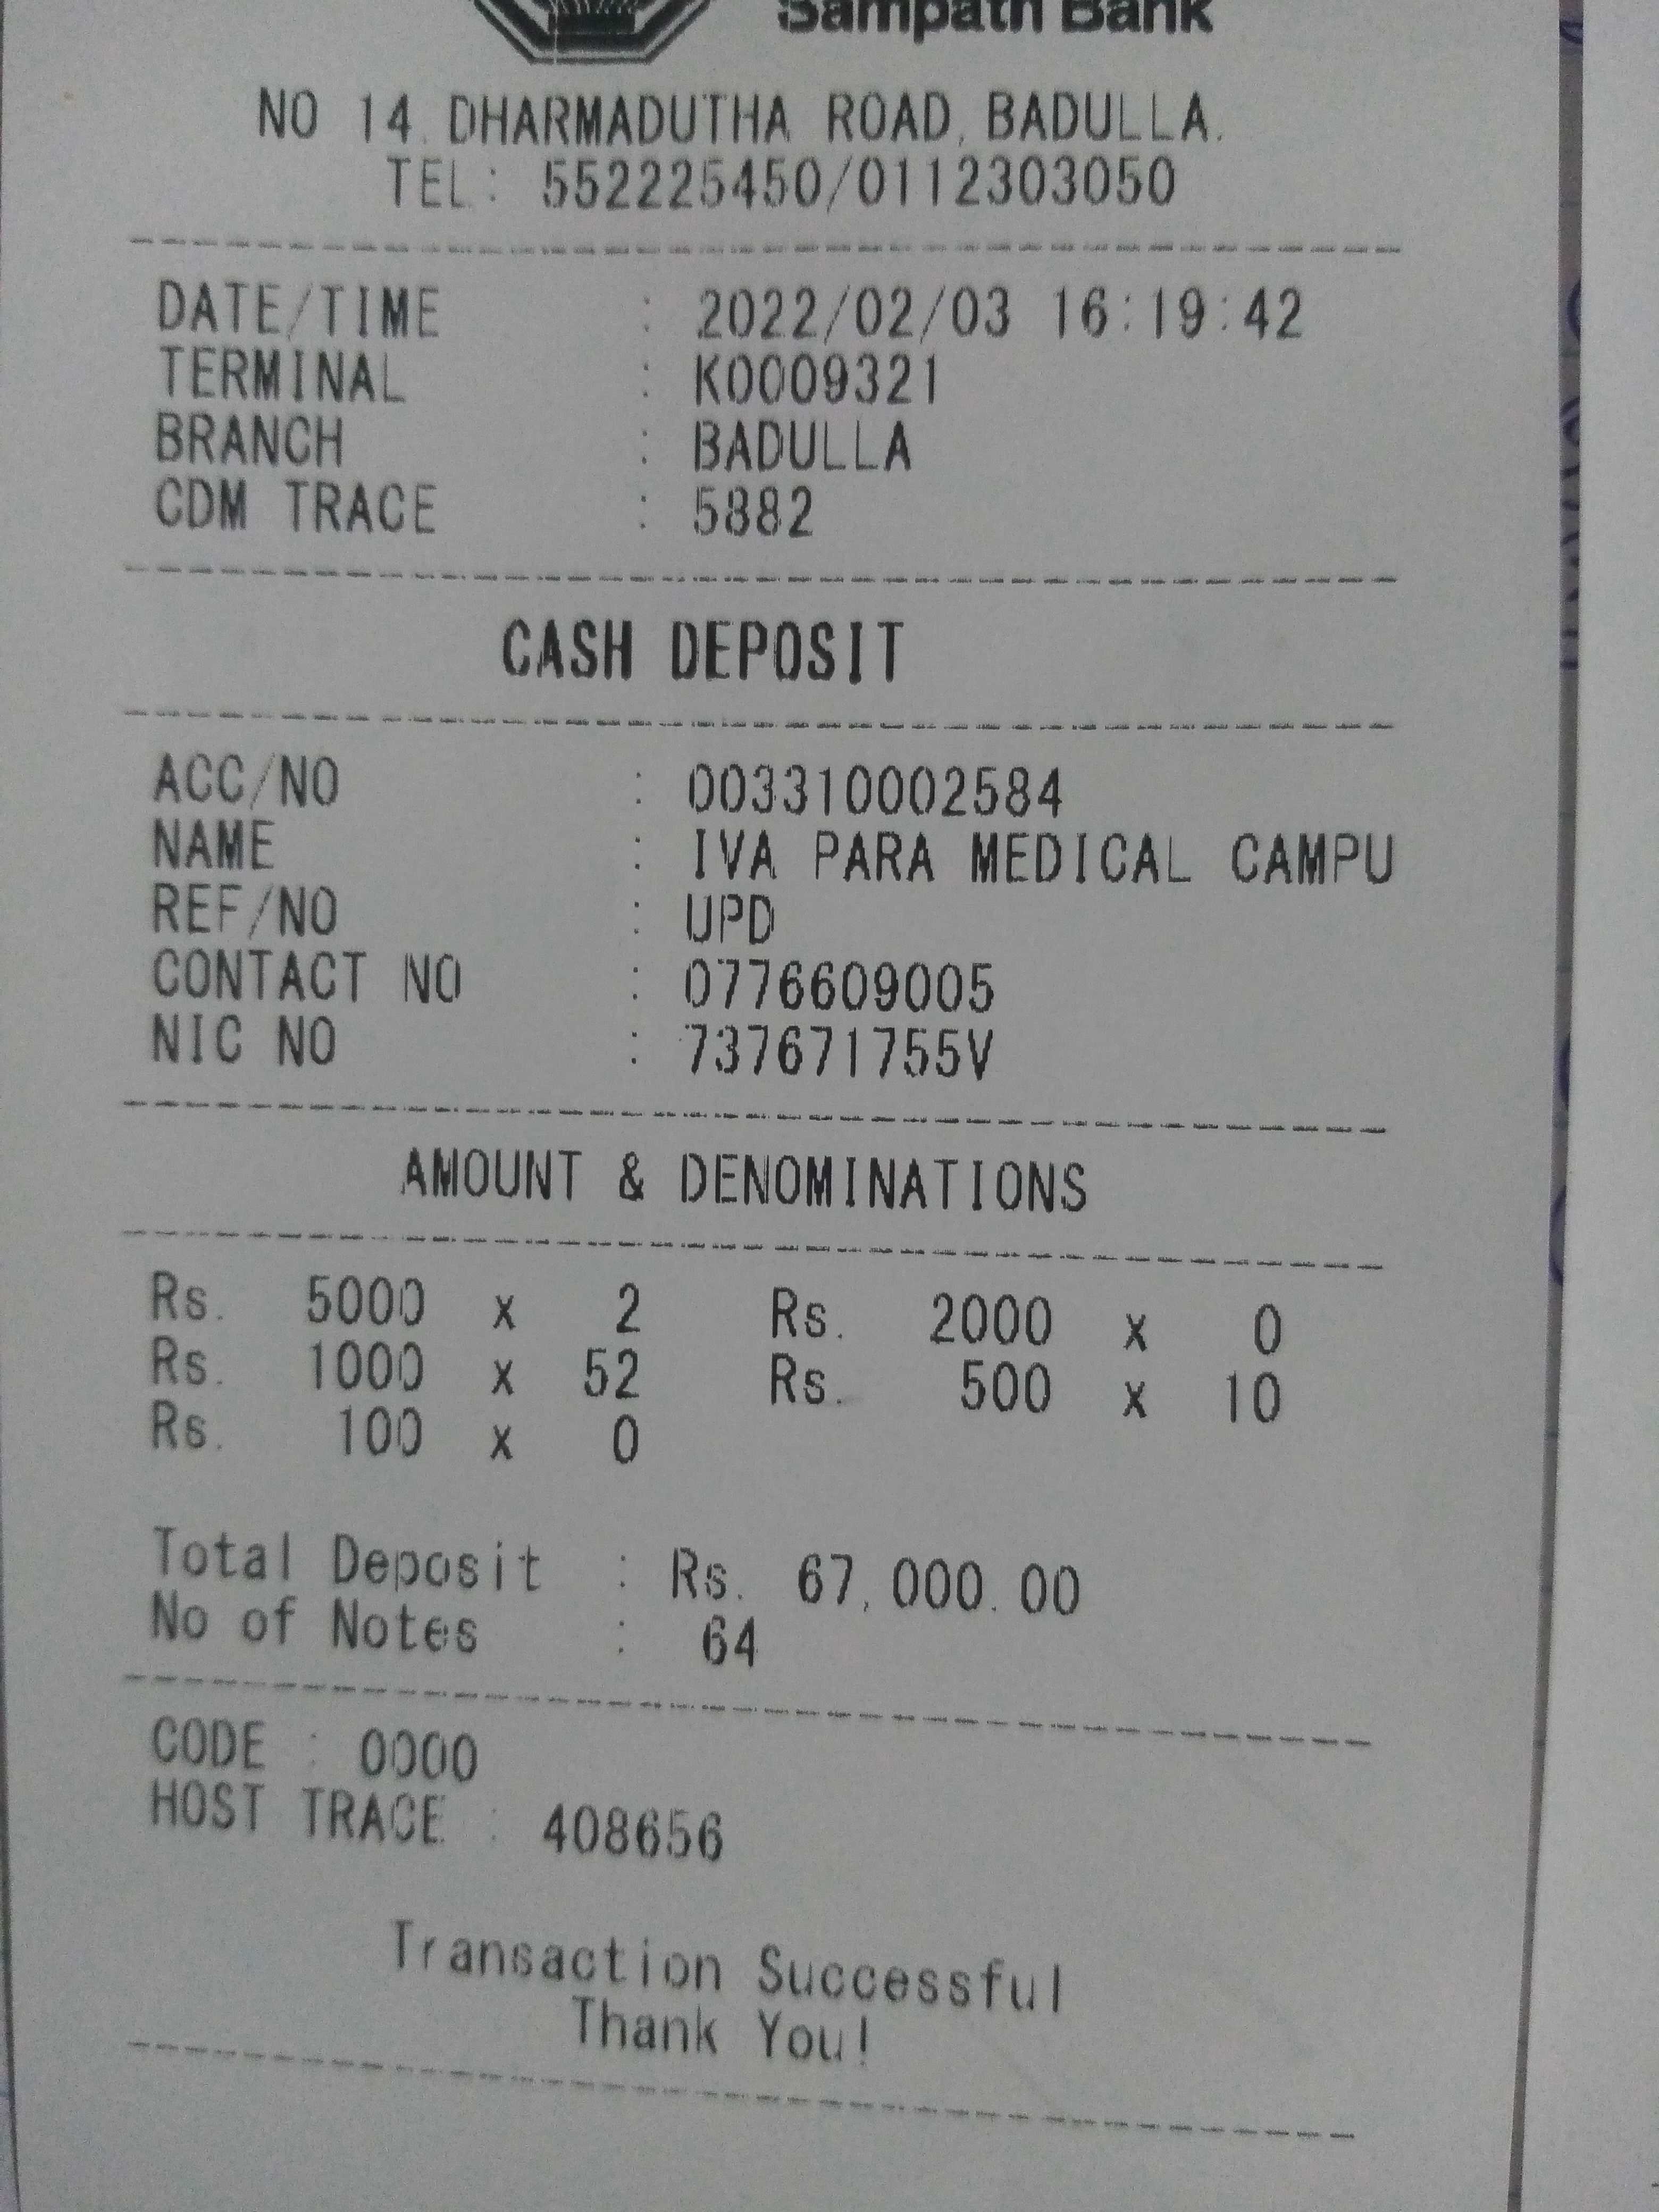 Sampath Bank
NO 14. DHARMADUTHA ROAD, BADULLA.
TEL: 552225450/0112303050
DATE/TIME : 2022/02/03 16:19:42
TERMINAL : K0009321
BRANCH : BADULLA
CDM TRACE : 5882
CASH DEPOSIT
ACC/NO : 003310002584
NAME : IVA PARA MEDICAL CAMPU
REF/NO : UPD
CONTACT NO : 0776609005
NIC NO : 737671755V
AMOUNT & DENOMINATIONS
Rs. 5000 x 2 Rs. 2000 x 0
Rs. 1000 x 52 Rs. 500 x 10
Rs. 100 x 0
Total Deposit : Rs. 67,000.00
No of Notes : 64
CODE : 0000
HOST TRACE : 408656
Transaction Successful
Thank You!